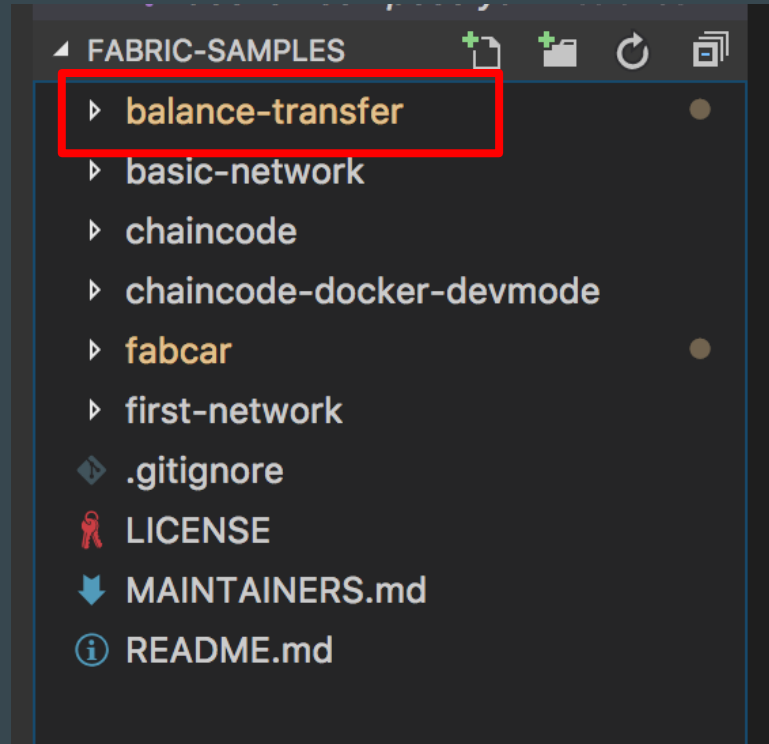 FABRIC-SAMPLES
balance-transfer
basic-network
chaincode
chaincode-docker-devmode
fabcar
first-network
.gitignore
LICENSE
MAINTAINERS.md
README.md